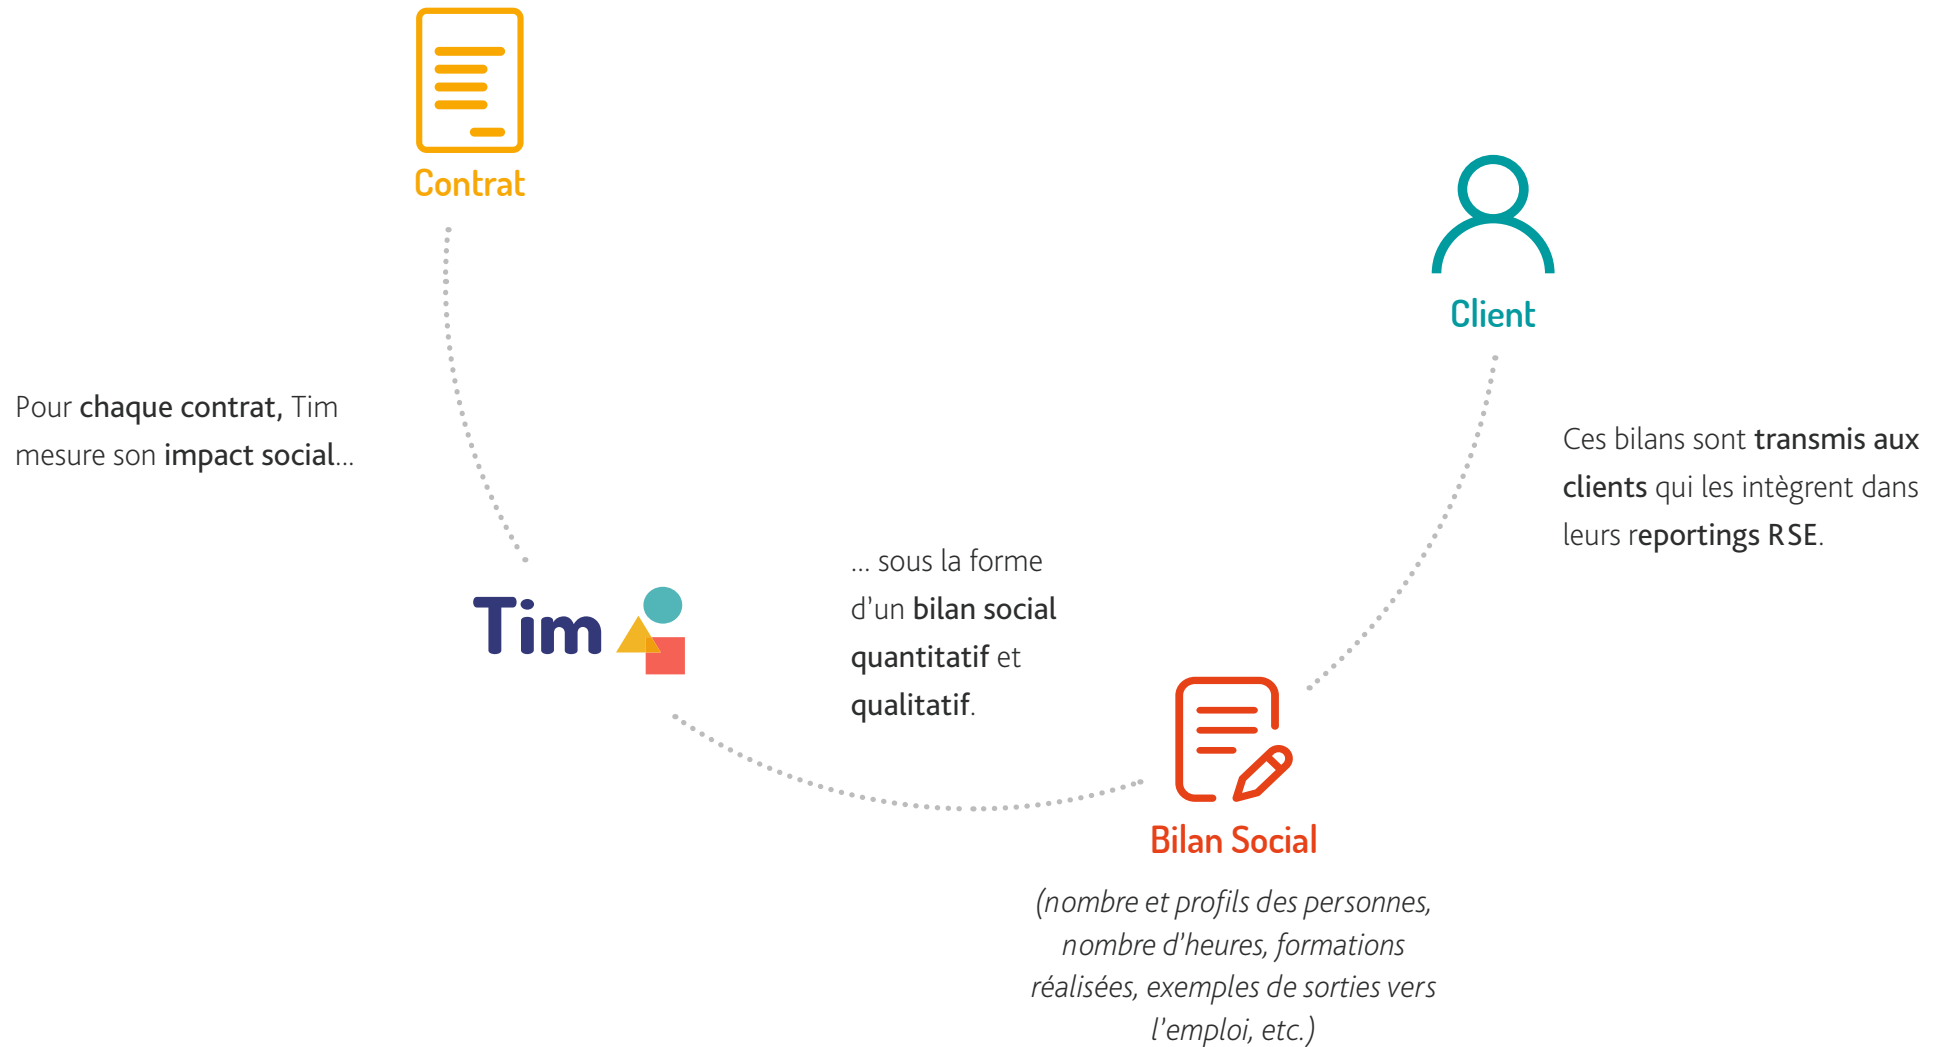 Contrat
Pour chaque contrat, Tim
mesure son impact social...
Tim
... sous la forme
d'un bilan social
quantitatif et
qualitatif.
Bilan Social
(nombre et profils des personnes,
nombre d'heures, formations
réalisées, exemples de sorties vers
l'emploi, etc.)
Client
Ces bilans sont transmis aux
clients qui les intègrent dans
leurs reportings RSE.